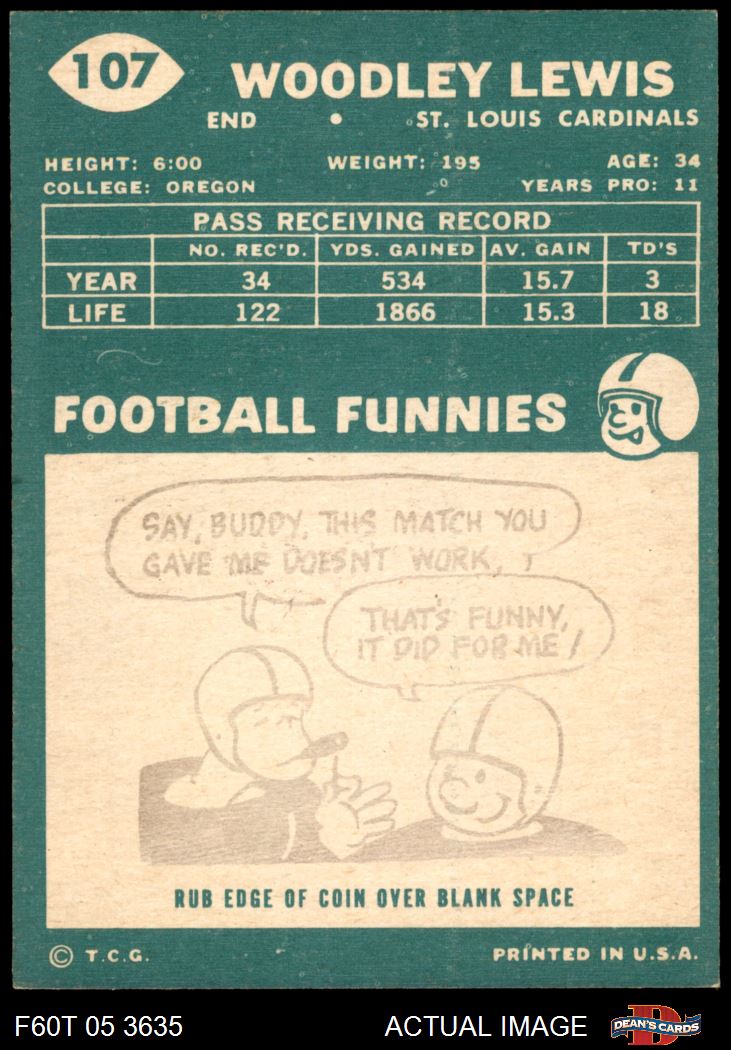 107
WOODLEY LEWIS
END • ST. LOUIS CARDINALS
HEIGHT: 6:00 WEIGHT: 195 AGE: 34
COLLEGE: OREGON YEARS PRO: 11
PASS RECEIVING RECORD
NO. REC'D. YDS. GAINED AV. GAIN TD'S
YEAR 34 534 15.7 3
LIFE 122 1866 15.3 18
FOOTBALL FUNNIES
SAY, BUDDY, THIS MATCH YOU
GAVE ME DOESNT WORK,
THAT'S FUNNY,
IT DID FOR ME!
RUB EDGE OF COIN OVER BLANK SPACE
© T.C.G. PRINTED IN U.S.A.
F60T 05 3635 ACTUAL IMAGE D DEAN'S CARDS